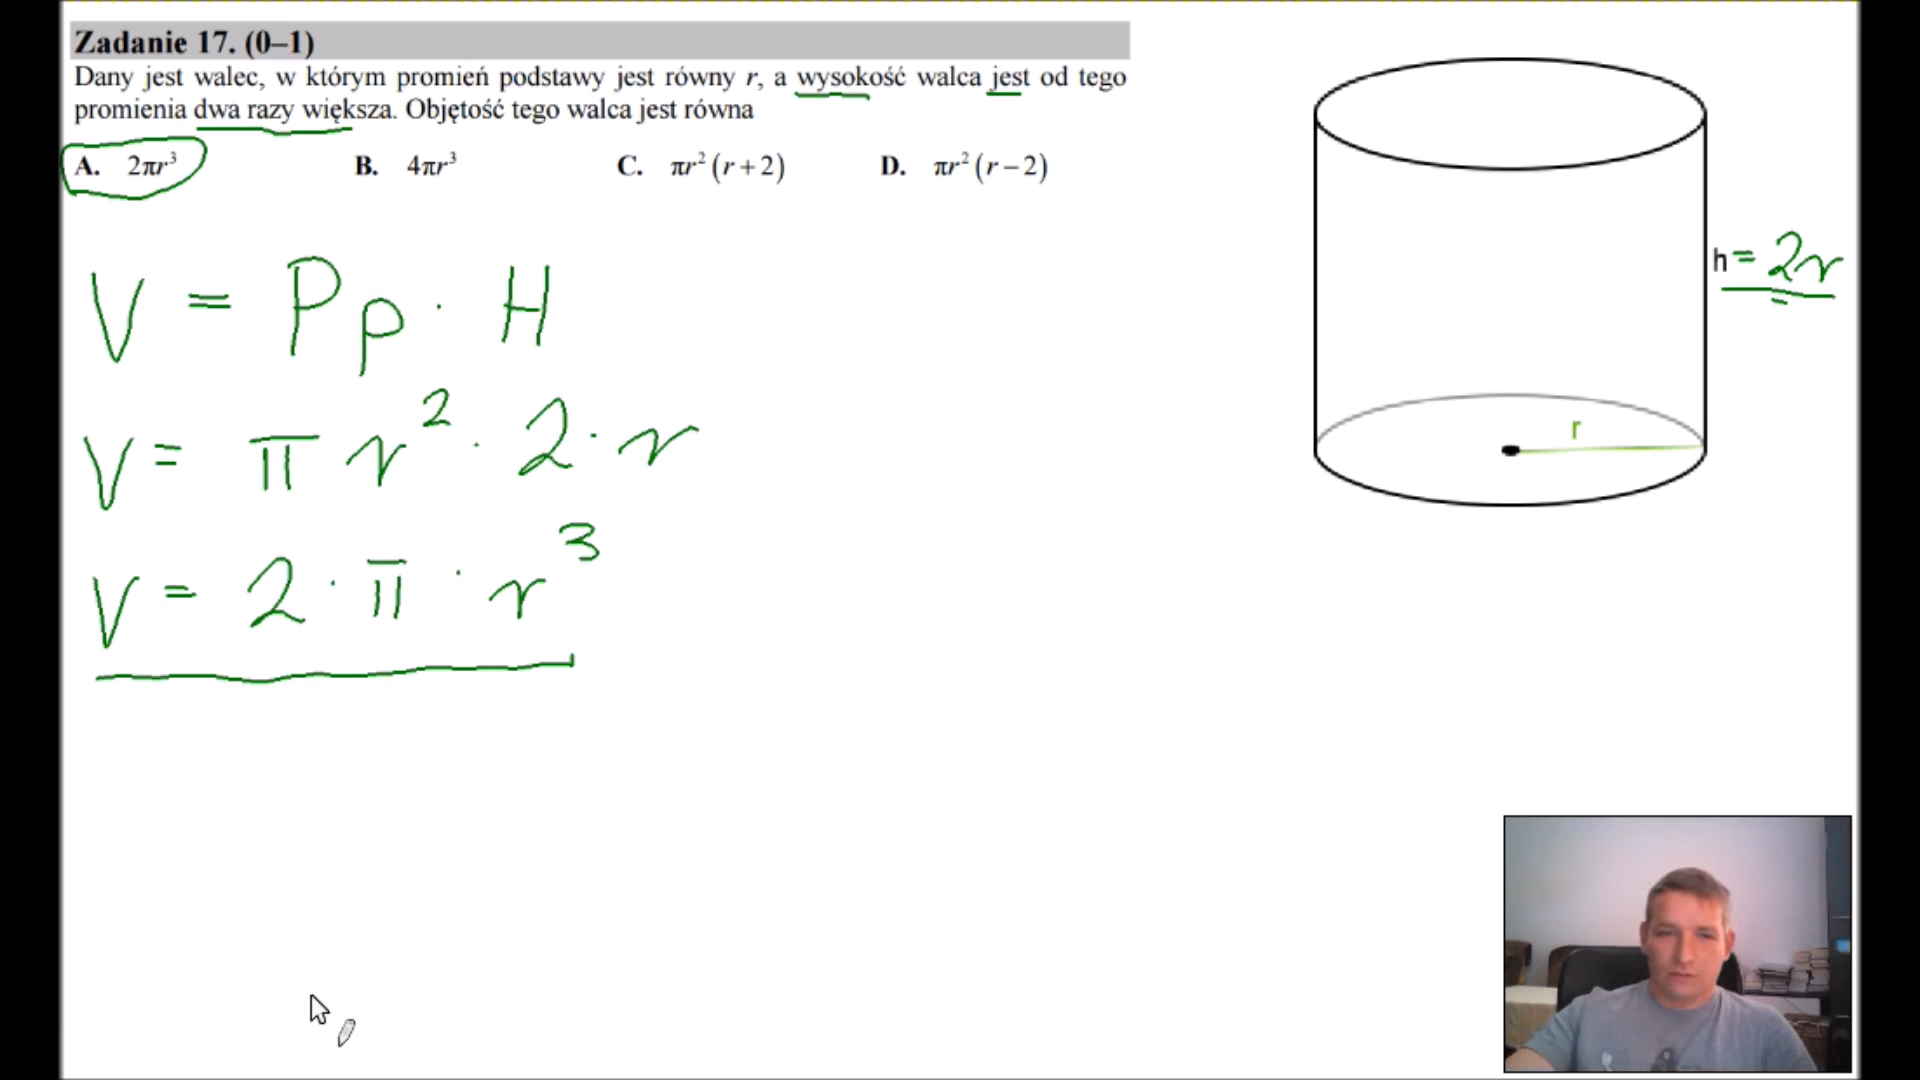 Zadanie 17. (0–1)
Dany jest walec, w którym promień podstawy jest równy r, a wysokość walca jest od tego
promienia dwa razy większa. Objętość tego walca jest równa
A. 2πr³ B. 4πr³ C. πr²(r+2) D. πr²(r−2)
V = Pp · H
V = π r² · 2 · r
V = 2 · π · r³
h = 2r
r